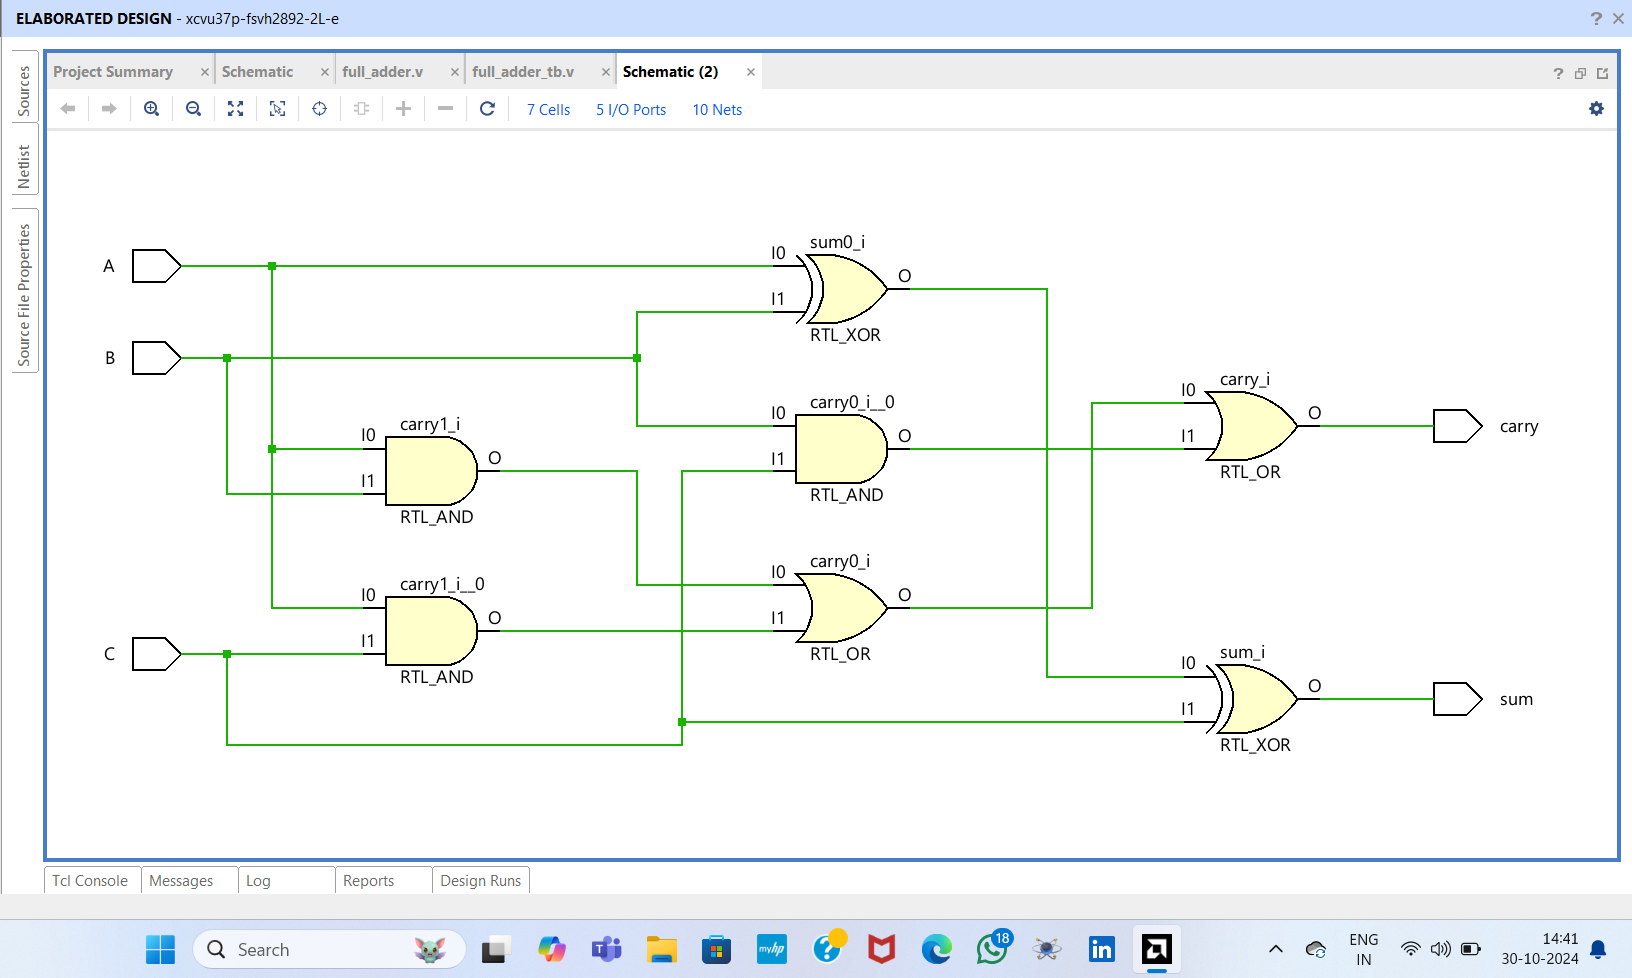 ELABORATED DESIGN - xcvu37p-fsvh2892-2L-e
Sources
Netlist
Source File Properties
Project Summary
Schematic
full_adder.v
full_adder_tb.v
Schematic (2)
7 Cells
5 I/O Ports
10 Nets
A
B
C
sum0_i
I0
I1
O
RTL_XOR
carry1_i
I0
I1
O
RTL_AND
carry0_i__0
I0
I1
O
RTL_AND
carry_i
I0
I1
O
RTL_OR
carry
carry1_i__0
I0
I1
O
RTL_AND
carry0_i
I0
I1
O
RTL_OR
sum_i
I0
I1
O
RTL_XOR
sum
Tcl Console
Messages
Log
Reports
Design Runs
Search
myhp
18
in
ENG
IN
14:41
30-10-2024